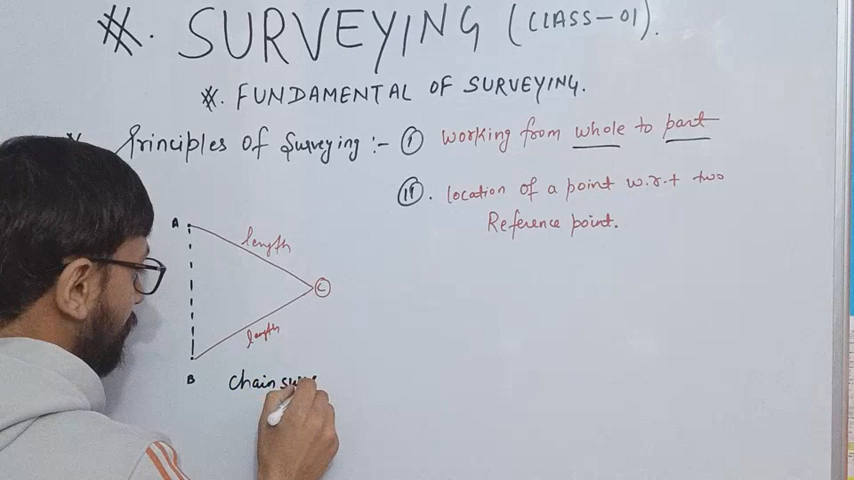 ※. SURVEYING (CLASS-01).
※. FUNDAMENTAL OF SURVEYING.
Principles of Surveying :- (I) Working from whole to part
(II). location of a point w.r.t two
Reference point.
A
length
C
length
B
Chain